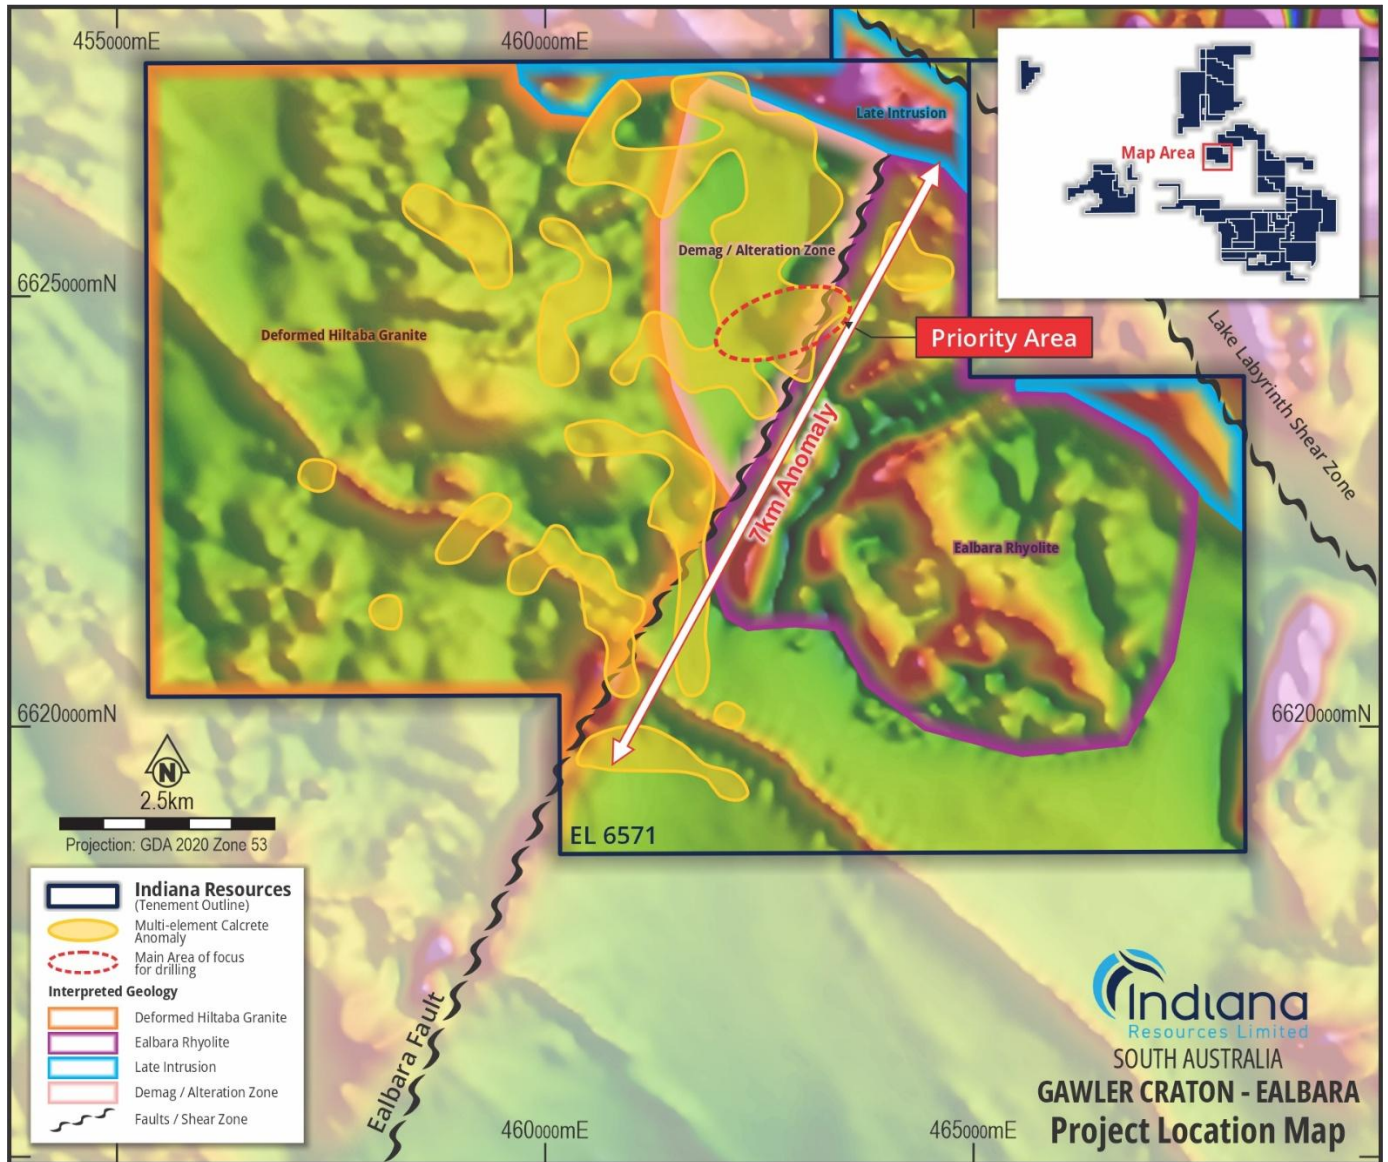 455000mE
460000mE
Map Area
Late Intrusion
Demag / Alteration Zone
6625000mN
Deformed Hiltaba Granite
Priority Area
Lake Labyrinth Shear Zone
7km Anomaly
Ealbara Rhyolite
6620000mN
6620000mN
N
2.5km
Projection: GDA 2020 Zone 53
EL 6571
Indiana Resources
(Tenement Outline)
Multi-element Calcrete
Anomaly
Main Area of focus
for drilling
Interpreted Geology
Deformed Hiltaba Granite
Ealbara Rhyolite
Late Intrusion
Demag / Alteration Zone
Faults / Shear Zone
Ealbara Fault
460000mE
465000mE
Indiana
Resources Limited
SOUTH AUSTRALIA
GAWLER CRATON - EALBARA
Project Location Map